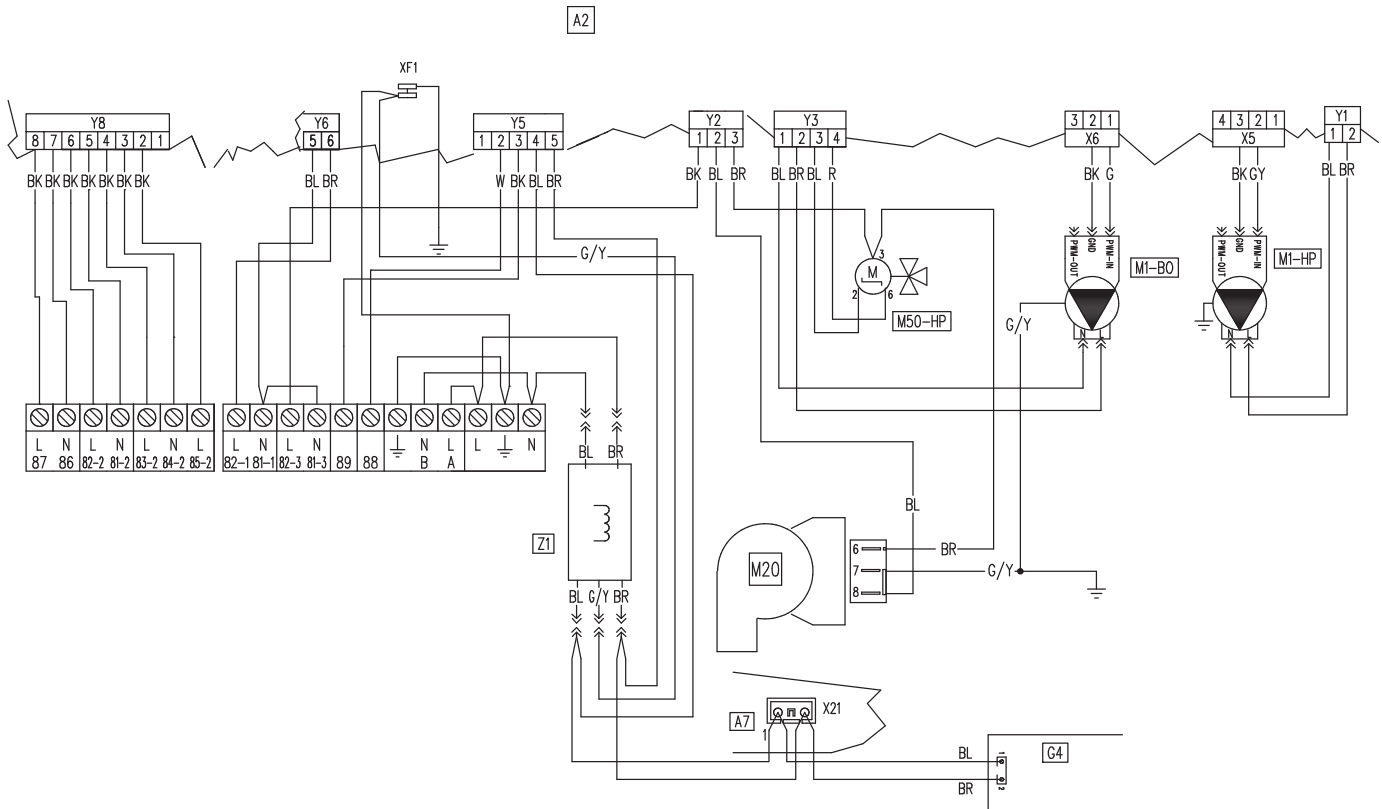 A2
XF1
Y8
8 7 6 5 4 3 2 1
Y6
5 6
Y5
1 2 3 4 5
Y2
1 2 3
Y3
1 2 3 4
3 2 1
X6
4 3 2 1
X5
Y1
1 2
BK BK BK BK BK BK BK
BL BR
W BK BL BR
BK BL BR
BL BR BL R
BK G
BK GY
BL BR
G/Y
3
M
2 6
M50-HP
PWM-OUT GND PWM-IN
M1-BO
N L
PWM-OUT GND PWM-IN
M1-HP
N L
G/Y
L N L N L N L
87 86 82-2 81-2 83-2 84-2 85-2
L N L N
82-1 81-1 82-3 81-3 89 88
N L L N
B A
BL BR
Z1
BL G/Y BR
BL
M20
6 BR
7 G/Y
8
A7
X21
1
BL
BR
1
2
G4